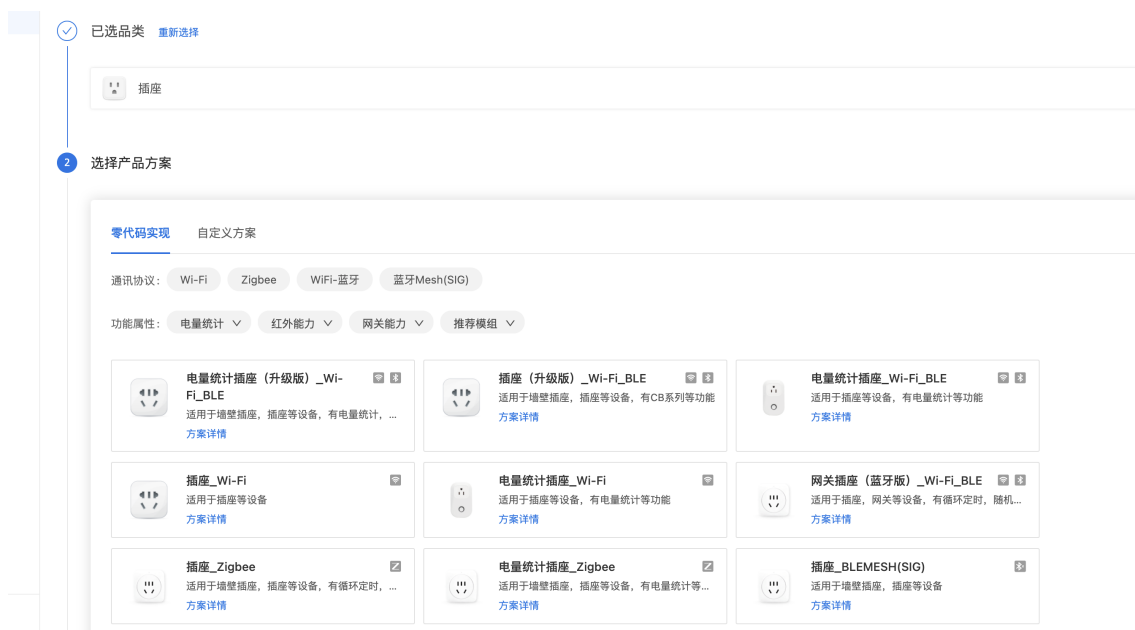 已选品类 重新选择
插座
2 选择产品方案
零代码实现 自定义方案
通讯协议: Wi-Fi Zigbee WiFi-蓝牙 蓝牙Mesh(SIG)
功能属性: 电量统计 红外能力 网关能力 推荐模组
电量统计插座（升级版）_Wi-
Fi_BLE
适用于墙壁插座，插座等设备，有电量统计，...
方案详情
插座（升级版）_Wi-Fi_BLE
适用于墙壁插座，插座等设备，有CB系列等功能
方案详情
电量统计插座_Wi-Fi_BLE
适用于插座等设备，有电量统计等功能
方案详情
插座_Wi-Fi
适用于插座等设备
方案详情
电量统计插座_Wi-Fi
适用于插座等设备，有电量统计等功能
方案详情
网关插座（蓝牙版）_Wi-Fi_BLE
适用于插座，网关等设备，有循环定时，随机...
方案详情
插座_Zigbee
适用于墙壁插座，插座等设备，有循环定时，...
方案详情
电量统计插座_Zigbee
适用于墙壁插座，插座等设备，有电量统计等...
方案详情
插座_BLEMESH(SIG)
适用于墙壁插座，插座等设备
方案详情